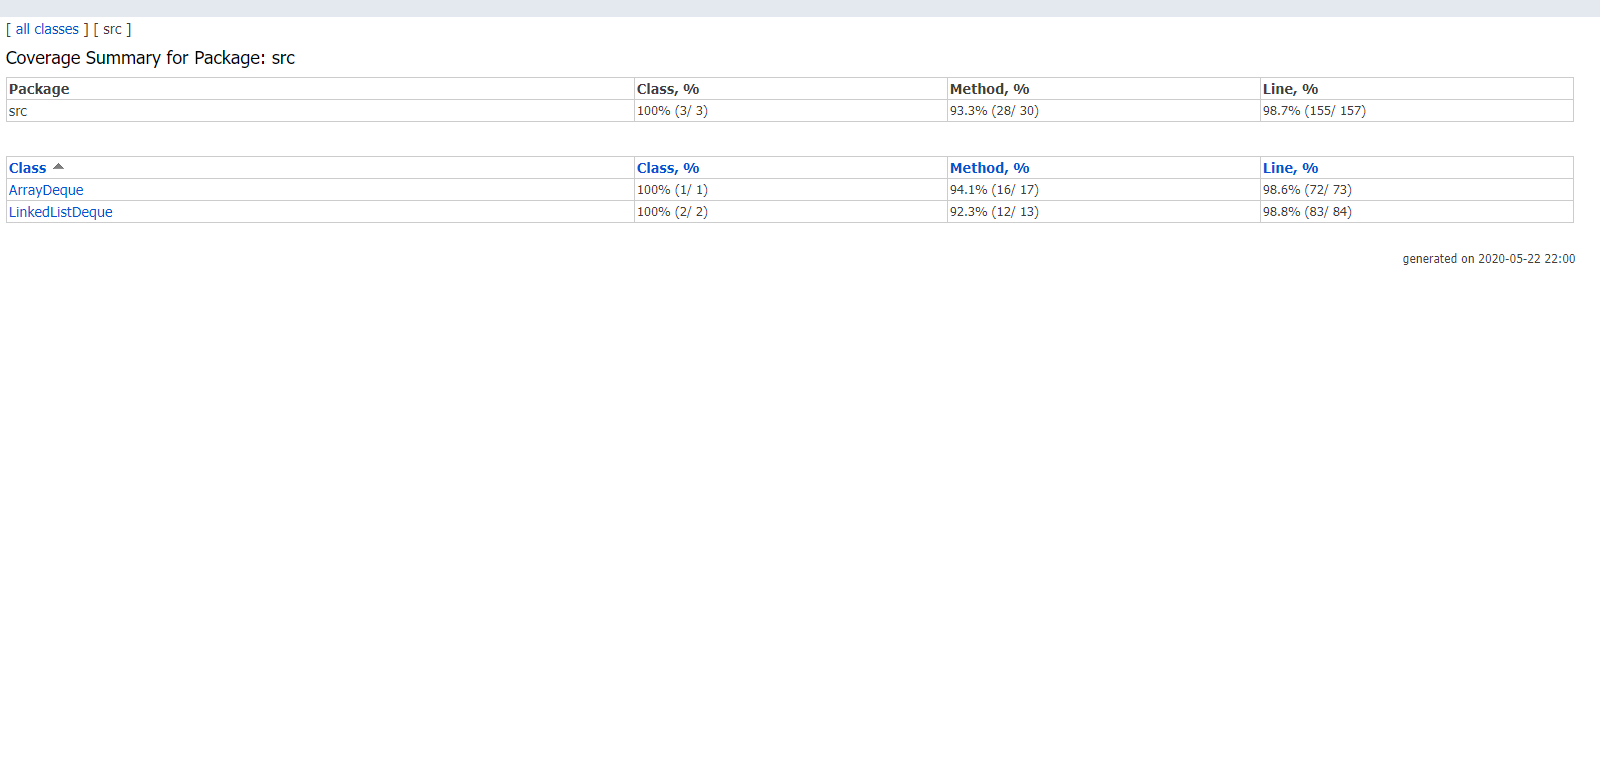 [ all classes ] [ src ]
Coverage Summary for Package: src
Package Class, % Method, % Line, %
src 100% (3/ 3) 93.3% (28/ 30) 98.7% (155/ 157)
Class Class, % Method, % Line, %
ArrayDeque 100% (1/ 1) 94.1% (16/ 17) 98.6% (72/ 73)
LinkedListDeque 100% (2/ 2) 92.3% (12/ 13) 98.8% (83/ 84)
generated on 2020-05-22 22:00